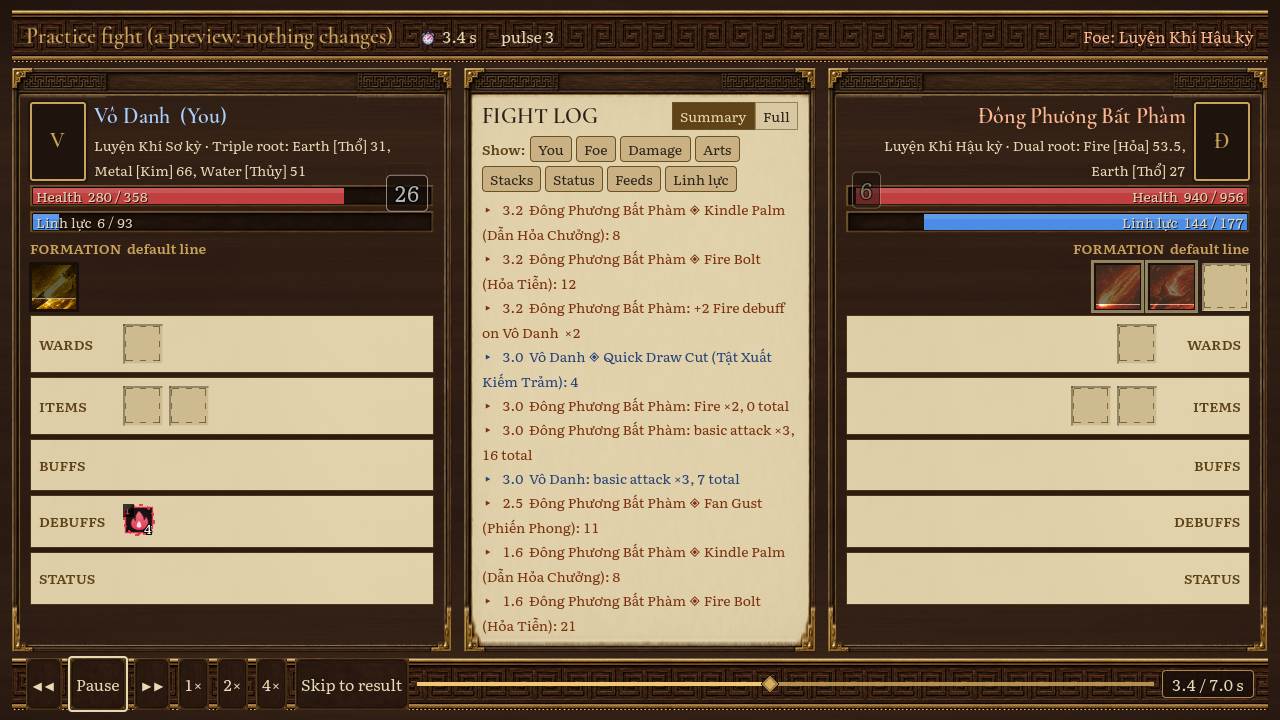 Practice fight (a preview: nothing changes)
3.4 s
pulse 3
Foe: Luyện Khí Hậu kỳ
V
Vô Danh (You)
Luyện Khí Sơ kỳ · Triple root: Earth [Thổ] 31,
Metal [Kim] 66, Water [Thủy] 51
Health 280 / 358
26
Linh lực 6 / 93
FORMATION default line
WARDS
ITEMS
BUFFS
DEBUFFS
4
STATUS
FIGHT LOG
Summary
Full
Show:
You
Foe
Damage
Arts
Stacks
Status
Feeds
Linh lực
‣ 3.2 Đông Phương Bất Phàm ◈ Kindle Palm
(Dẫn Hỏa Chưởng): 8
‣ 3.2 Đông Phương Bất Phàm ◈ Fire Bolt
(Hỏa Tiễn): 12
‣ 3.2 Đông Phương Bất Phàm: +2 Fire debuff
on Vô Danh ×2
‣ 3.0 Vô Danh ◈ Quick Draw Cut (Tật Xuất
Kiếm Trảm): 4
‣ 3.0 Đông Phương Bất Phàm: Fire ×2, 0 total
‣ 3.0 Đông Phương Bất Phàm: basic attack ×3,
16 total
‣ 3.0 Vô Danh: basic attack ×3, 7 total
‣ 2.5 Đông Phương Bất Phàm ◈ Fan Gust
(Phiến Phong): 11
‣ 1.6 Đông Phương Bất Phàm ◈ Kindle Palm
(Dẫn Hỏa Chưởng): 8
‣ 1.6 Đông Phương Bất Phàm ◈ Fire Bolt
(Hỏa Tiễn): 21
Đông Phương Bất Phàm
Đ
Luyện Khí Hậu kỳ · Dual root: Fire [Hỏa] 53.5,
Earth [Thổ] 27
6
Health 940 / 956
Linh lực 144 / 177
FORMATION default line
WARDS
ITEMS
BUFFS
DEBUFFS
STATUS
◂◂
Pause
▸▸
1×
2×
4×
Skip to result
3.4 / 7.0 s